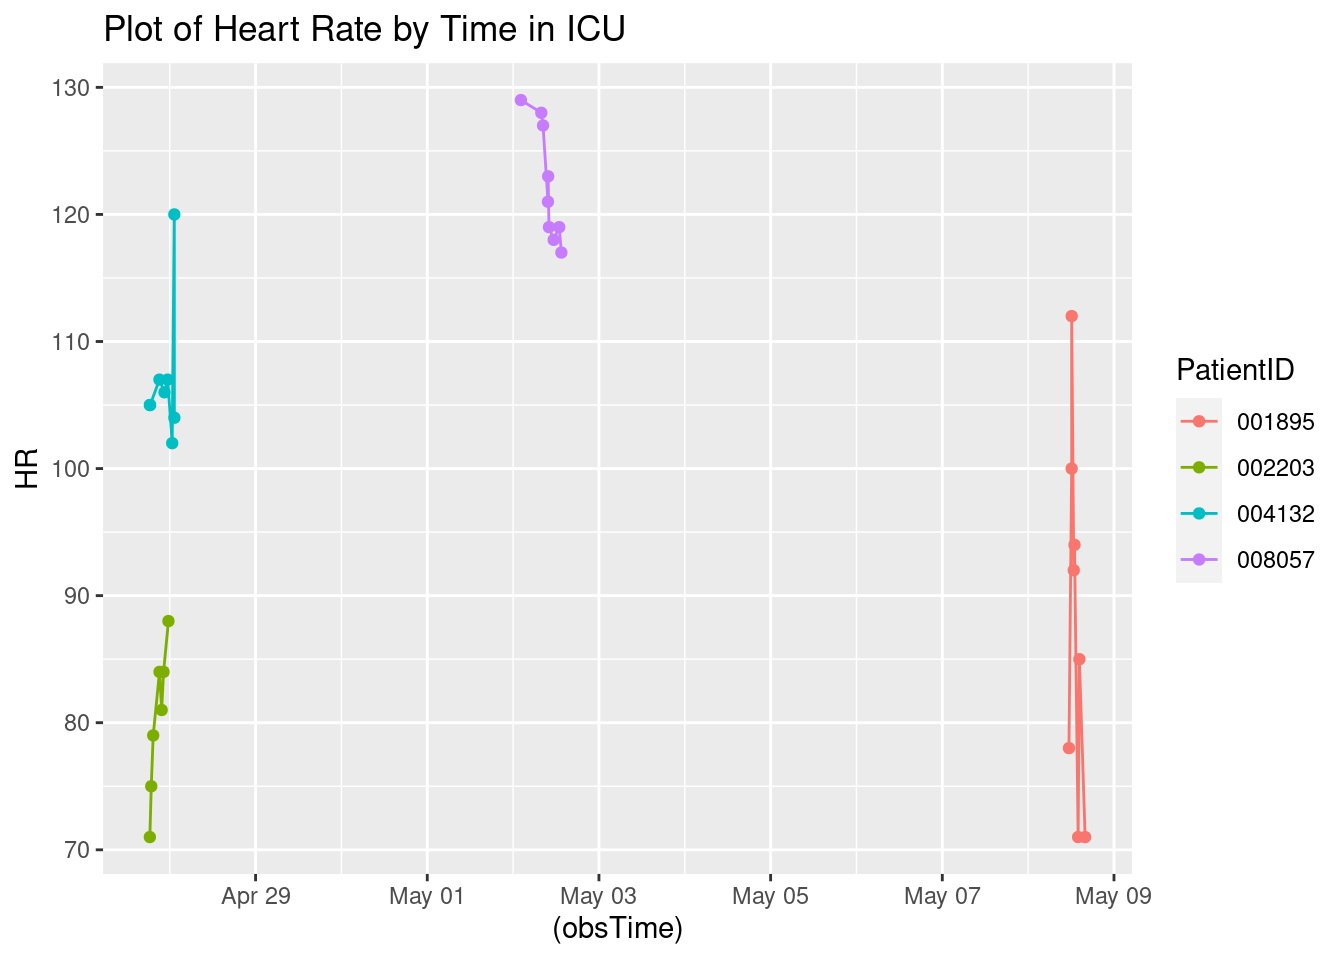 Plot of Heart Rate by Time in ICU
130
120
110
100
90
80
70
HR
Apr 29 May 01 May 03 May 05 May 07 May 09
(obsTime)
PatientID
001895
002203
004132
008057